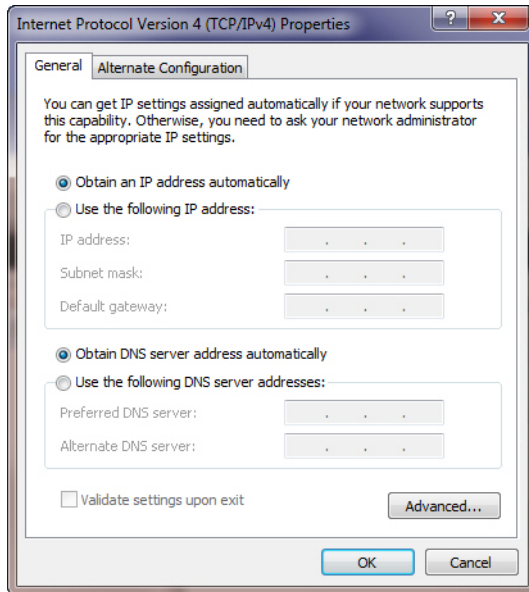 Internet Protocol Version 4 (TCP/IPv4) Properties
?
General
Alternate Configuration
You can get IP settings assigned automatically if your network supports
this capability. Otherwise, you need to ask your network administrator
for the appropriate IP settings.
Obtain an IP address automatically
Use the following IP address:
IP address:
Subnet mask:
Default gateway:
Obtain DNS server address automatically
Use the following DNS server addresses:
Preferred DNS server:
Alternate DNS server:
Validate settings upon exit
Advanced...
OK
Cancel